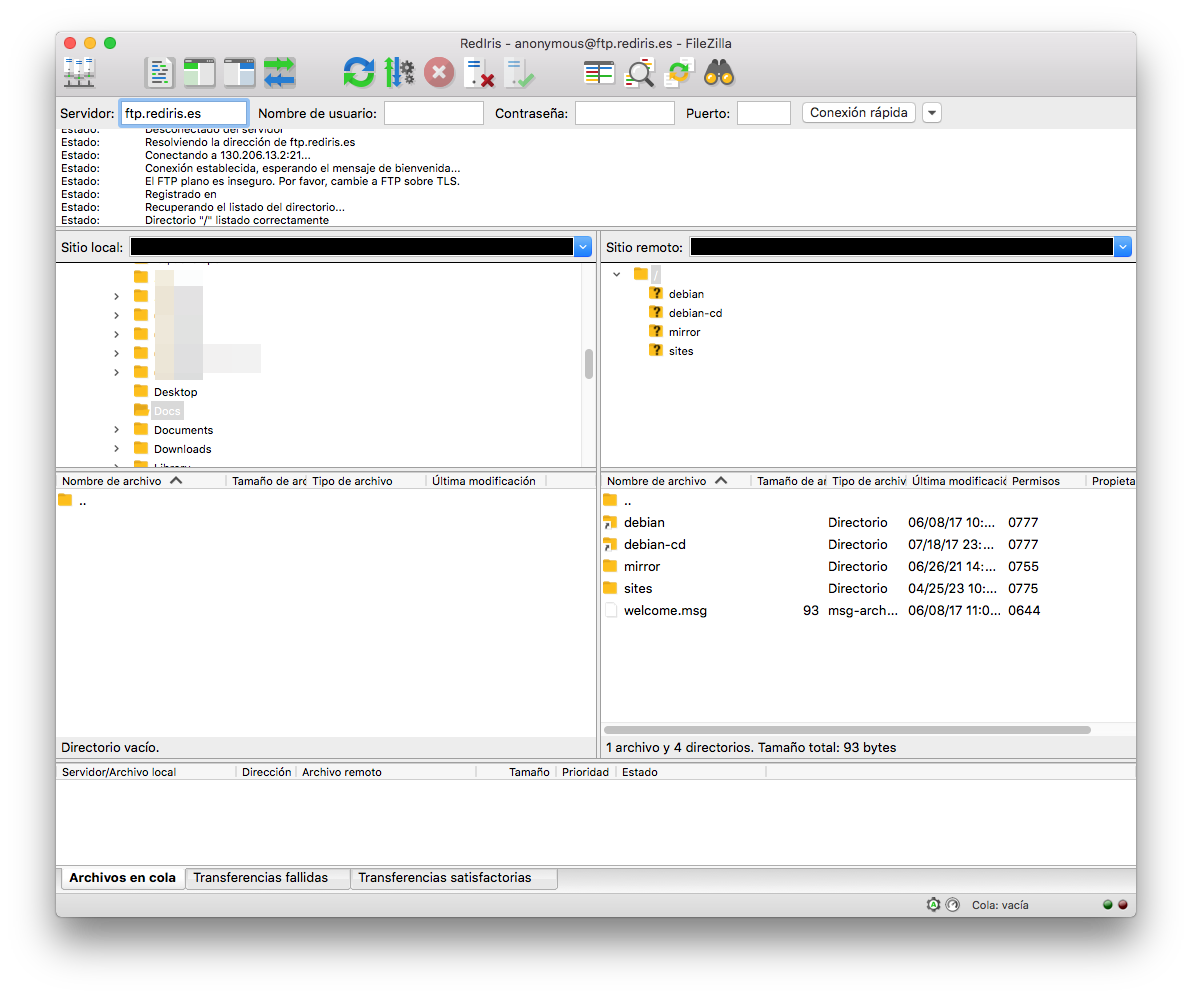 RedIris - anonymous@ftp.rediris.es - FileZilla
Servidor: ftp.rediris.es Nombre de usuario: Contraseña: Puerto: Conexión rápida
Estado: Desconectado del servidor
Estado: Resolviendo la dirección de ftp.rediris.es
Estado: Conectando a 130.206.13.2:21...
Estado: Conexión establecida, esperando el mensaje de bienvenida...
Estado: El FTP plano es inseguro. Por favor, cambie a FTP sobre TLS.
Estado: Registrado en
Estado: Recuperando el listado del directorio...
Estado: Directorio "/" listado correctamente
Sitio local:
Desktop
Docs
Documents
Downloads
Library
Sitio remoto:
/
debian
debian-cd
mirror
sites
Nombre de archivo Tamaño de arc Tipo de archivo Última modificación
..
Directorio vacío.
Nombre de archivo Tamaño de ar Tipo de archiv Última modificació Permisos Propieta
..
debian Directorio 06/08/17 10:... 0777
debian-cd Directorio 07/18/17 23:... 0777
mirror Directorio 06/26/21 14:... 0755
sites Directorio 04/25/23 10:... 0775
welcome.msg 93 msg-arch... 06/08/17 11:0... 0644
1 archivo y 4 directorios. Tamaño total: 93 bytes
Servidor/Archivo local Dirección Archivo remoto Tamaño Prioridad Estado
Archivos en cola Transferencias fallidas Transferencias satisfactorias
Cola: vacía